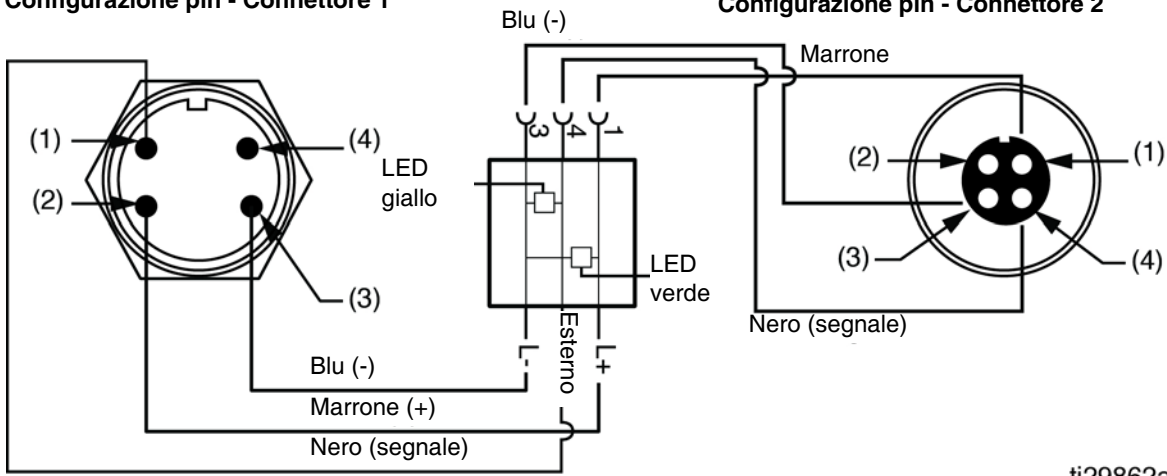 Configurazione pin - Connettore 1
Configurazione pin - Connettore 2
Blu (-)
Marrone
(1)
(4)
(2)
(3)
LED
giallo
3
4
1
LED
verde
(2)
(1)
(3)
(4)
Nero (segnale)
L-
Esterno
L+
Blu (-)
Marrone (+)
Nero (segnale)